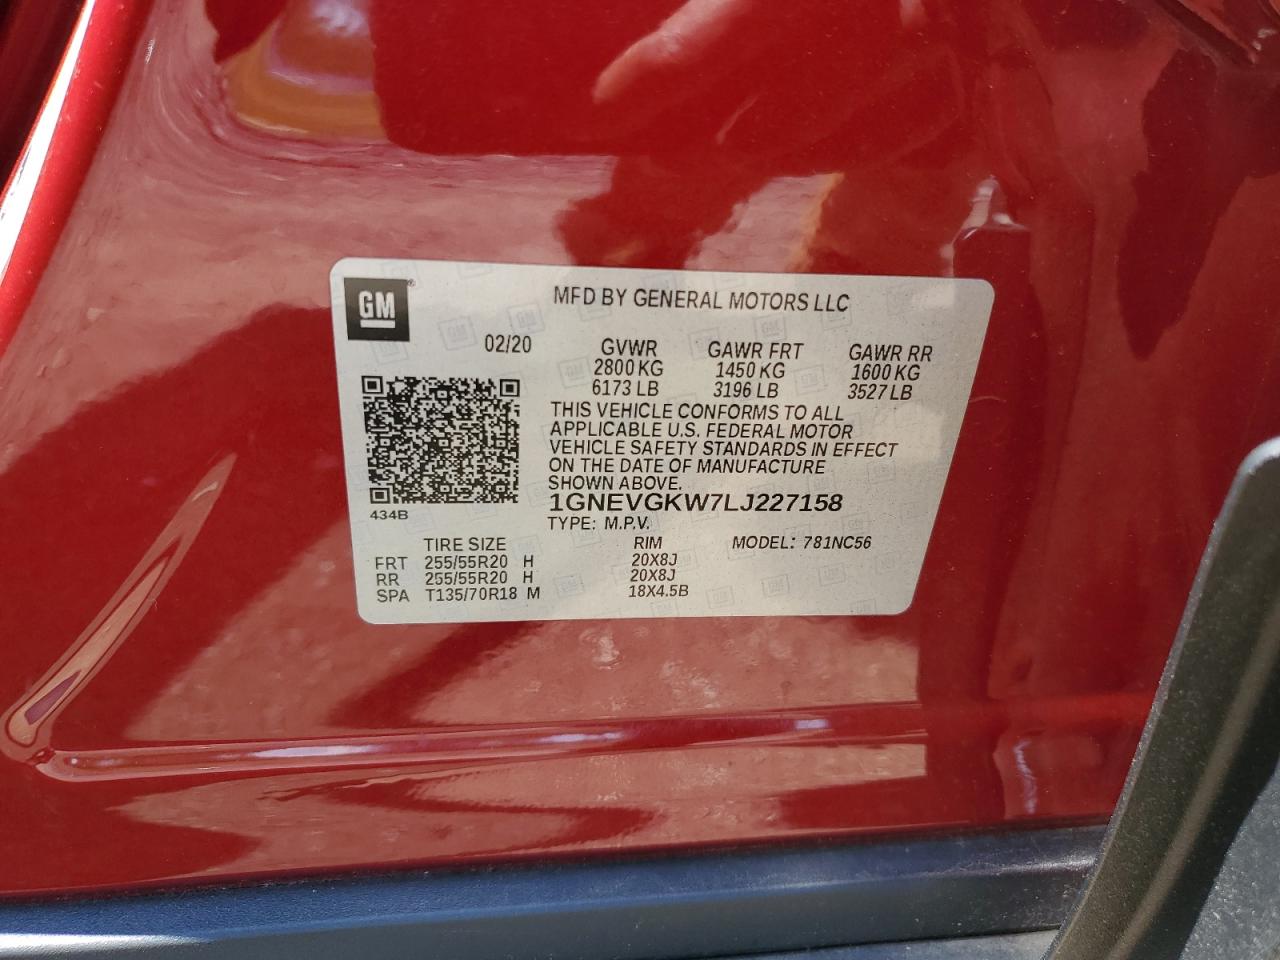 GM®
MFD BY GENERAL MOTORS LLC
02/20
GVWR GAWR FRT GAWR RR
2800 KG 1450 KG 1600 KG
6173 LB 3196 LB 3527 LB
THIS VEHICLE CONFORMS TO ALL
APPLICABLE U.S. FEDERAL MOTOR
VEHICLE SAFETY STANDARDS IN EFFECT
ON THE DATE OF MANUFACTURE
SHOWN ABOVE.
1GNEVGKW7LJ227158
434B
TYPE: M.P.V.
TIRE SIZE RIM MODEL: 781NC56
FRT 255/55R20 H 20X8J
RR 255/55R20 H 20X8J
SPA T135/70R18 M 18X4.5B